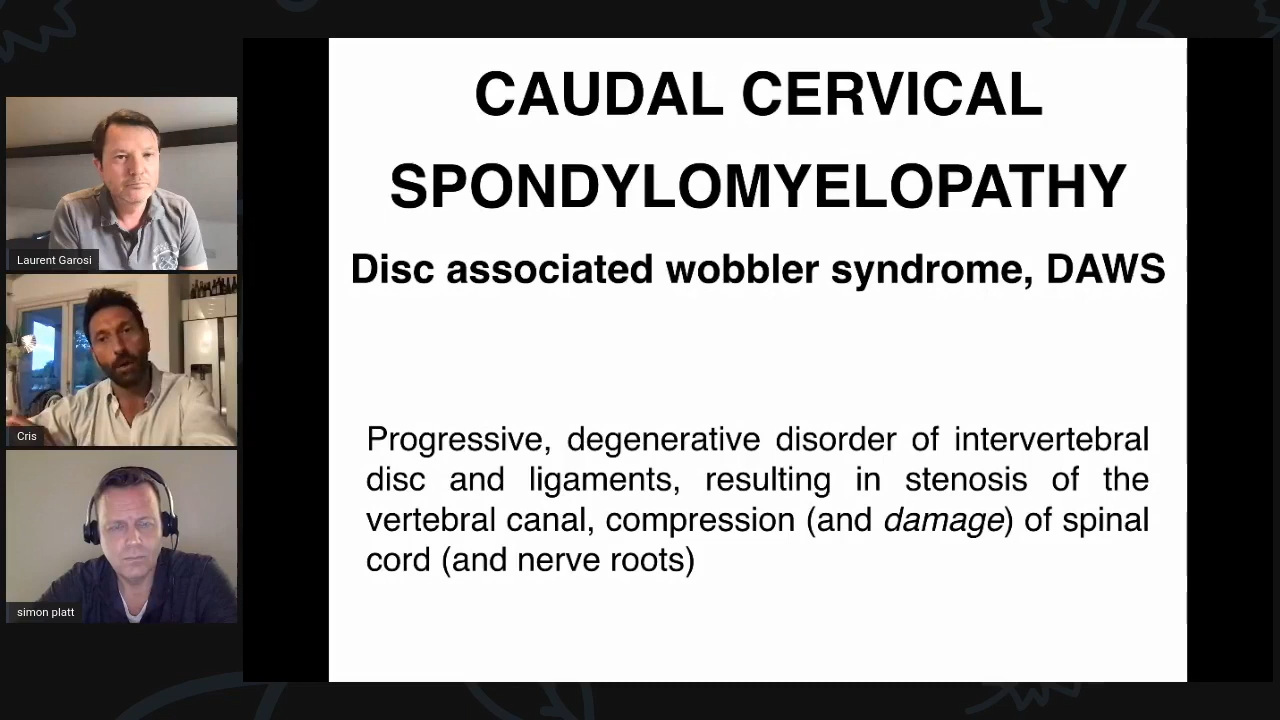 Laurent Garosi
Cris
simon platt
CAUDAL CERVICAL
SPONDYLOMYELOPATHY
Disc associated wobbler syndrome, DAWS
Progressive, degenerative disorder of intervertebral
disc and ligaments, resulting in stenosis of the
vertebral canal, compression (and damage) of spinal
cord (and nerve roots)